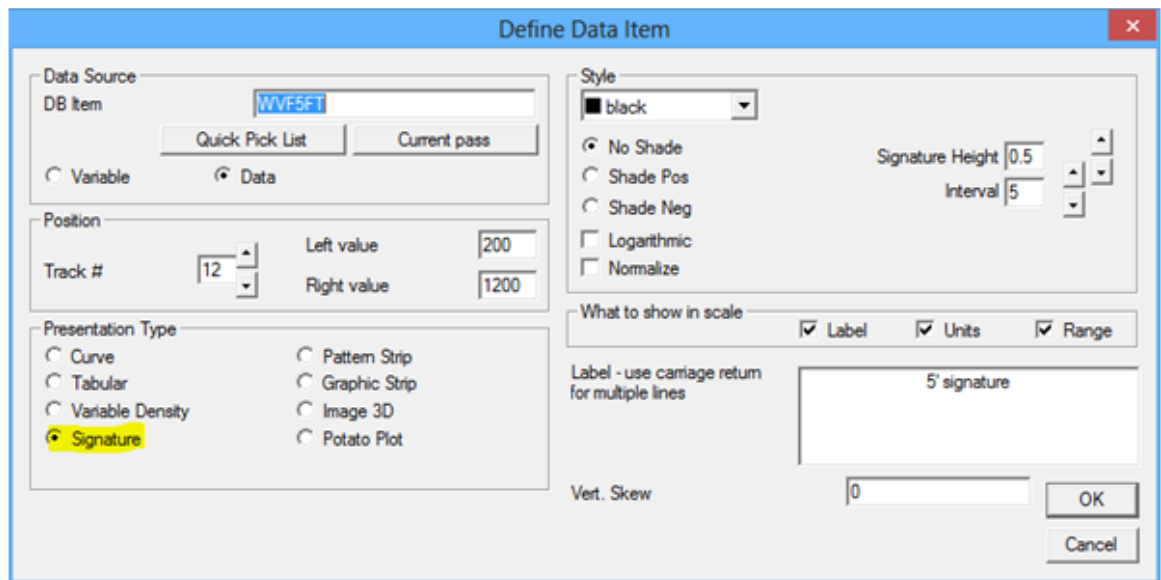 Define Data Item
Data Source
DB Item WVF5FT
Quick Pick List Current pass
Variable Data
Position
Track # 12
Left value 200
Right value 1200
Presentation Type
Curve Pattern Strip
Tabular Graphic Strip
Variable Density Image 3D
Signature Potato Plot
Style
black
No Shade
Shade Pos
Shade Neg
Logarithmic
Normalize
Signature Height 0.5
Interval 5
What to show in scale
Label Units Range
Label - use carriage return
for multiple lines
5' signature
Vert. Skew 0
OK
Cancel